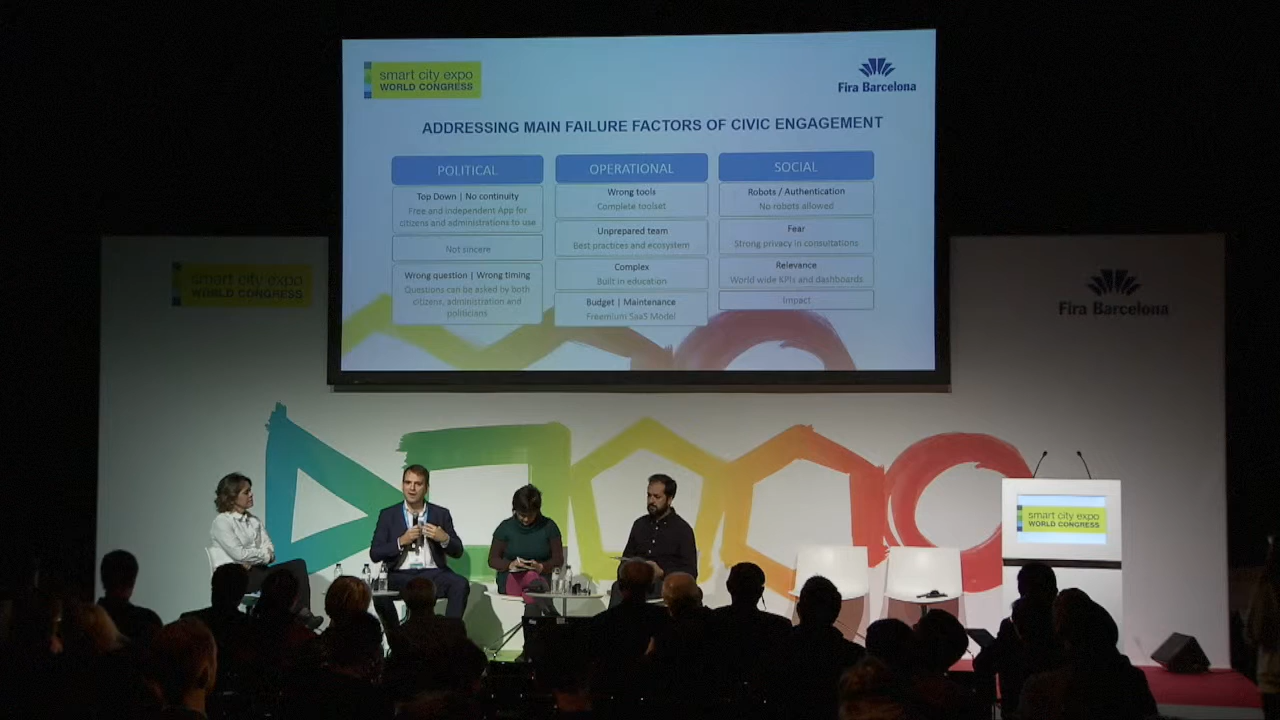 smart city expo
WORLD CONGRESS
Fira Barcelona
ADDRESSING MAIN FAILURE FACTORS OF CIVIC ENGAGEMENT
POLITICAL
Top Down | No continuity
Free and independent App for
citizens and administrations to use
Not sincere
Wrong question | Wrong timing
Questions can be asked by both
citizens, administration and
politicians
OPERATIONAL
Wrong tools
Complete toolset
Unprepared team
Best practices and ecosystem
Complex
Built in education
Budget | Maintenance
Freemium SaaS Model
SOCIAL
Robots / Authentication
No robots allowed
Fear
Strong privacy in consultations
Relevance
World wide KPIs and dashboards
Impact
smart city expo
WORLD CONGRESS
Fira Barcelona
smart city expo
WORLD CONGRESS